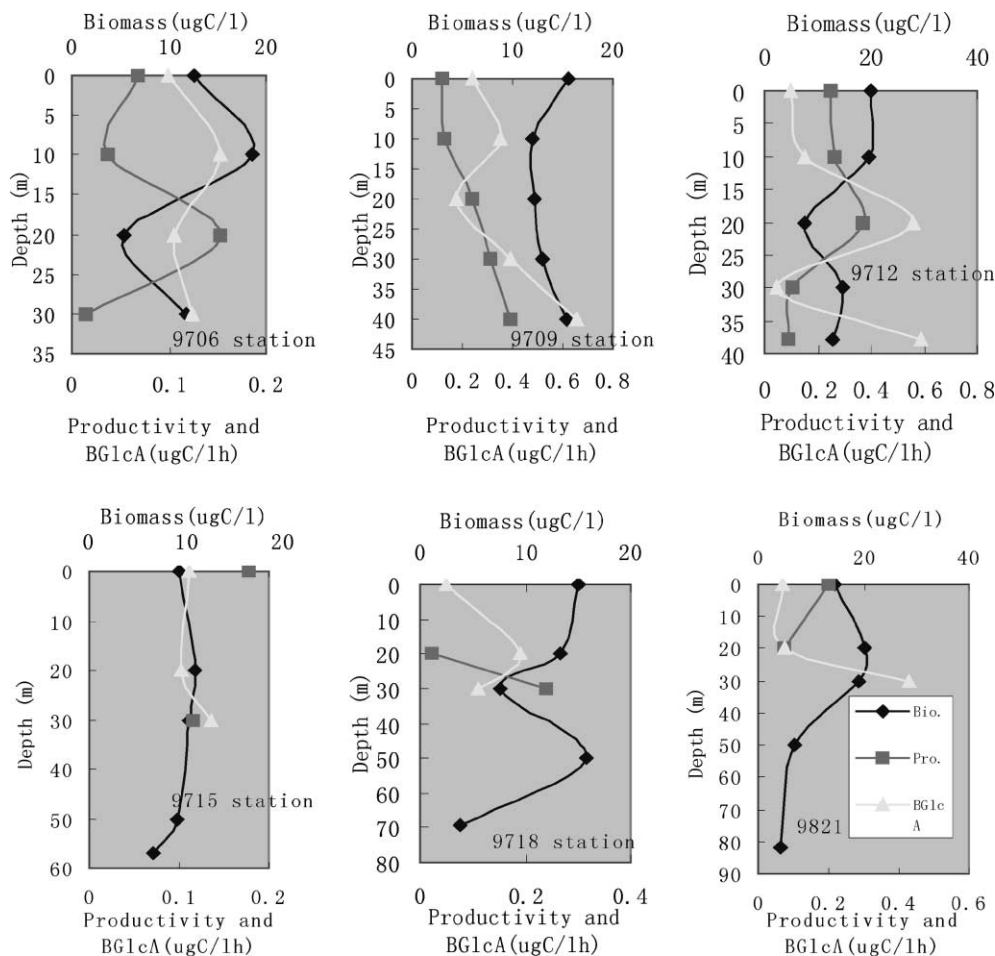 Biomass(ugC/l)
0 10 20
0
5
10
15
20
25
30
35
Depth (m)
9706 station
0 0.1 0.2
Productivity and
BGlcA(ugC/lh)
Biomass(ugC/l)
0 10 20
0
5
10
15
20
25
30
35
40
45
Depth (m)
9709 station
0 0.2 0.4 0.6 0.8
Productivity and
BGlcA(ugC/lh)
Biomass(ugC/l)
0 20 40
0
5
10
15
20
25
30
35
40
Depth (m)
9712 station
0 0.2 0.4 0.6 0.8
Productivity and
BGlcA(ugC/lh)
Biomass(ugC/l)
0 10 20
0
10
20
30
40
50
60
Depth (m)
9715 station
0 0.1 0.2
Productivity and
BGlcA(ugC/lh)
Biomass(ugC/l)
0 10 20
0
10
20
30
40
50
60
70
80
Depth (m)
9718 station
0 0.2 0.4
Productivity and
BGlcA(ugC/lh)
Biomass(ugC/l)
0 20 40
0
10
20
30
40
50
60
70
80
90
Depth (m)
Bio.
Pro.
BGlc
A
9821
0 0.2 0.4 0.6
Productivity and
BGlcA(ugC/lh)